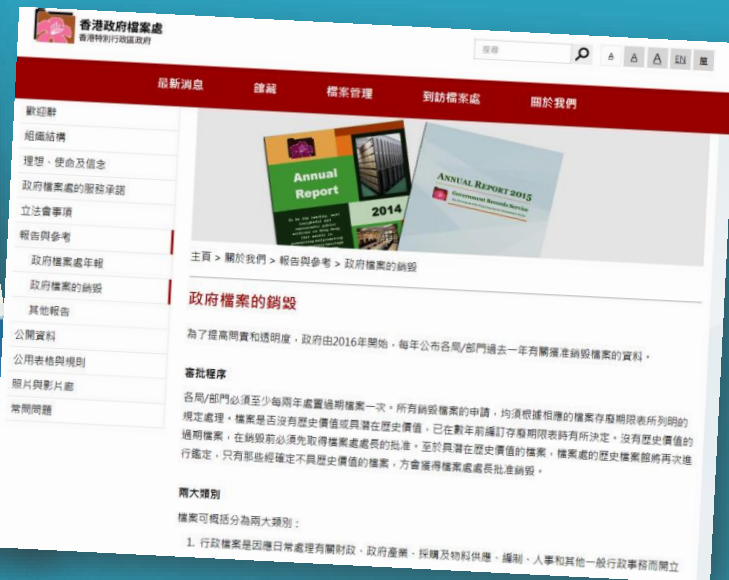 香港政府檔案處
香港特別行政區政府
搜尋
A A A EN 簡
最新消息 館藏 檔案管理 到訪檔案處 關於我們
歡迎辭
組織結構
理想、使命及信念
政府檔案處的服務承諾
立法會事項
報告與參考
政府檔案處年報
政府檔案的銷毀
其他報告
公開資料
公用表格與規則
照片與影片廊
常問問題
Annual
Report
2014
ANNUAL REPORT 2015
Government Records Service
主頁 > 關於我們 > 報告與參考 > 政府檔案的銷毀
政府檔案的銷毀
為了提高問責和透明度，政府由2016年開始，每年公布各局/部門過去一年有關獲准銷毀檔案的資料。
審批程序
各局/部門必須至少每兩年處置過期檔案一次。所有銷毀檔案的申請，均須根據相應的檔案存廢期限表所列明的
規定處理。檔案是否沒有歷史價值或具潛在歷史價值，已在數年前編訂存廢期限表時有所決定。沒有歷史價值的
過期檔案，在銷毀前必須先取得檔案處處長的批准。至於具潛在歷史價值的檔案，檔案處的歷史檔案館將再次進
行鑑定，只有那些經確定不具歷史價值的檔案，方會獲得檔案處處長批准銷毀。
兩大類別
檔案可概括分為兩大類別：
1. 行政檔案是因應日常處理有關財政、政府產業、採購及物料供應、編制、人事和其他一般行政事務而開立